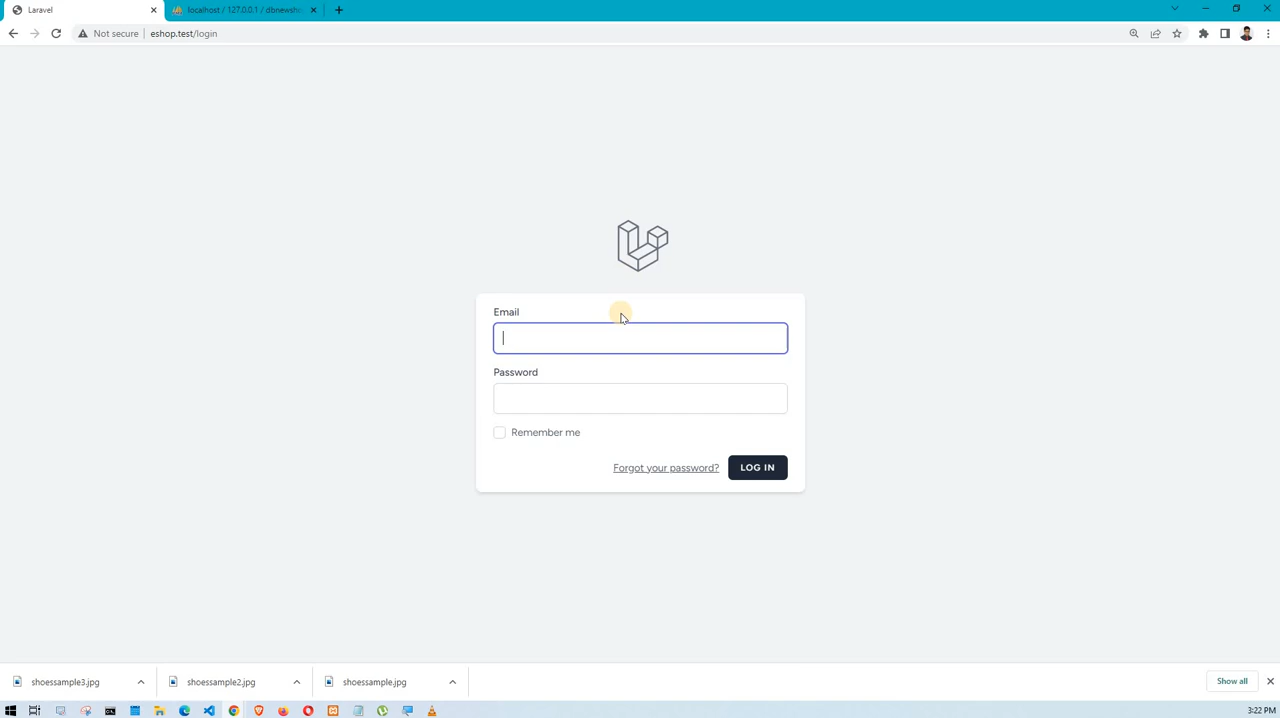 Laravel
localhost / 127.0.0.1 / dbnewshi
Not secure
eshop.test/login
Email
Password
Remember me
Forgot your password?
LOG IN
shoessample3.jpg
shoessample2.jpg
shoessample.jpg
Show all
3:22 PM